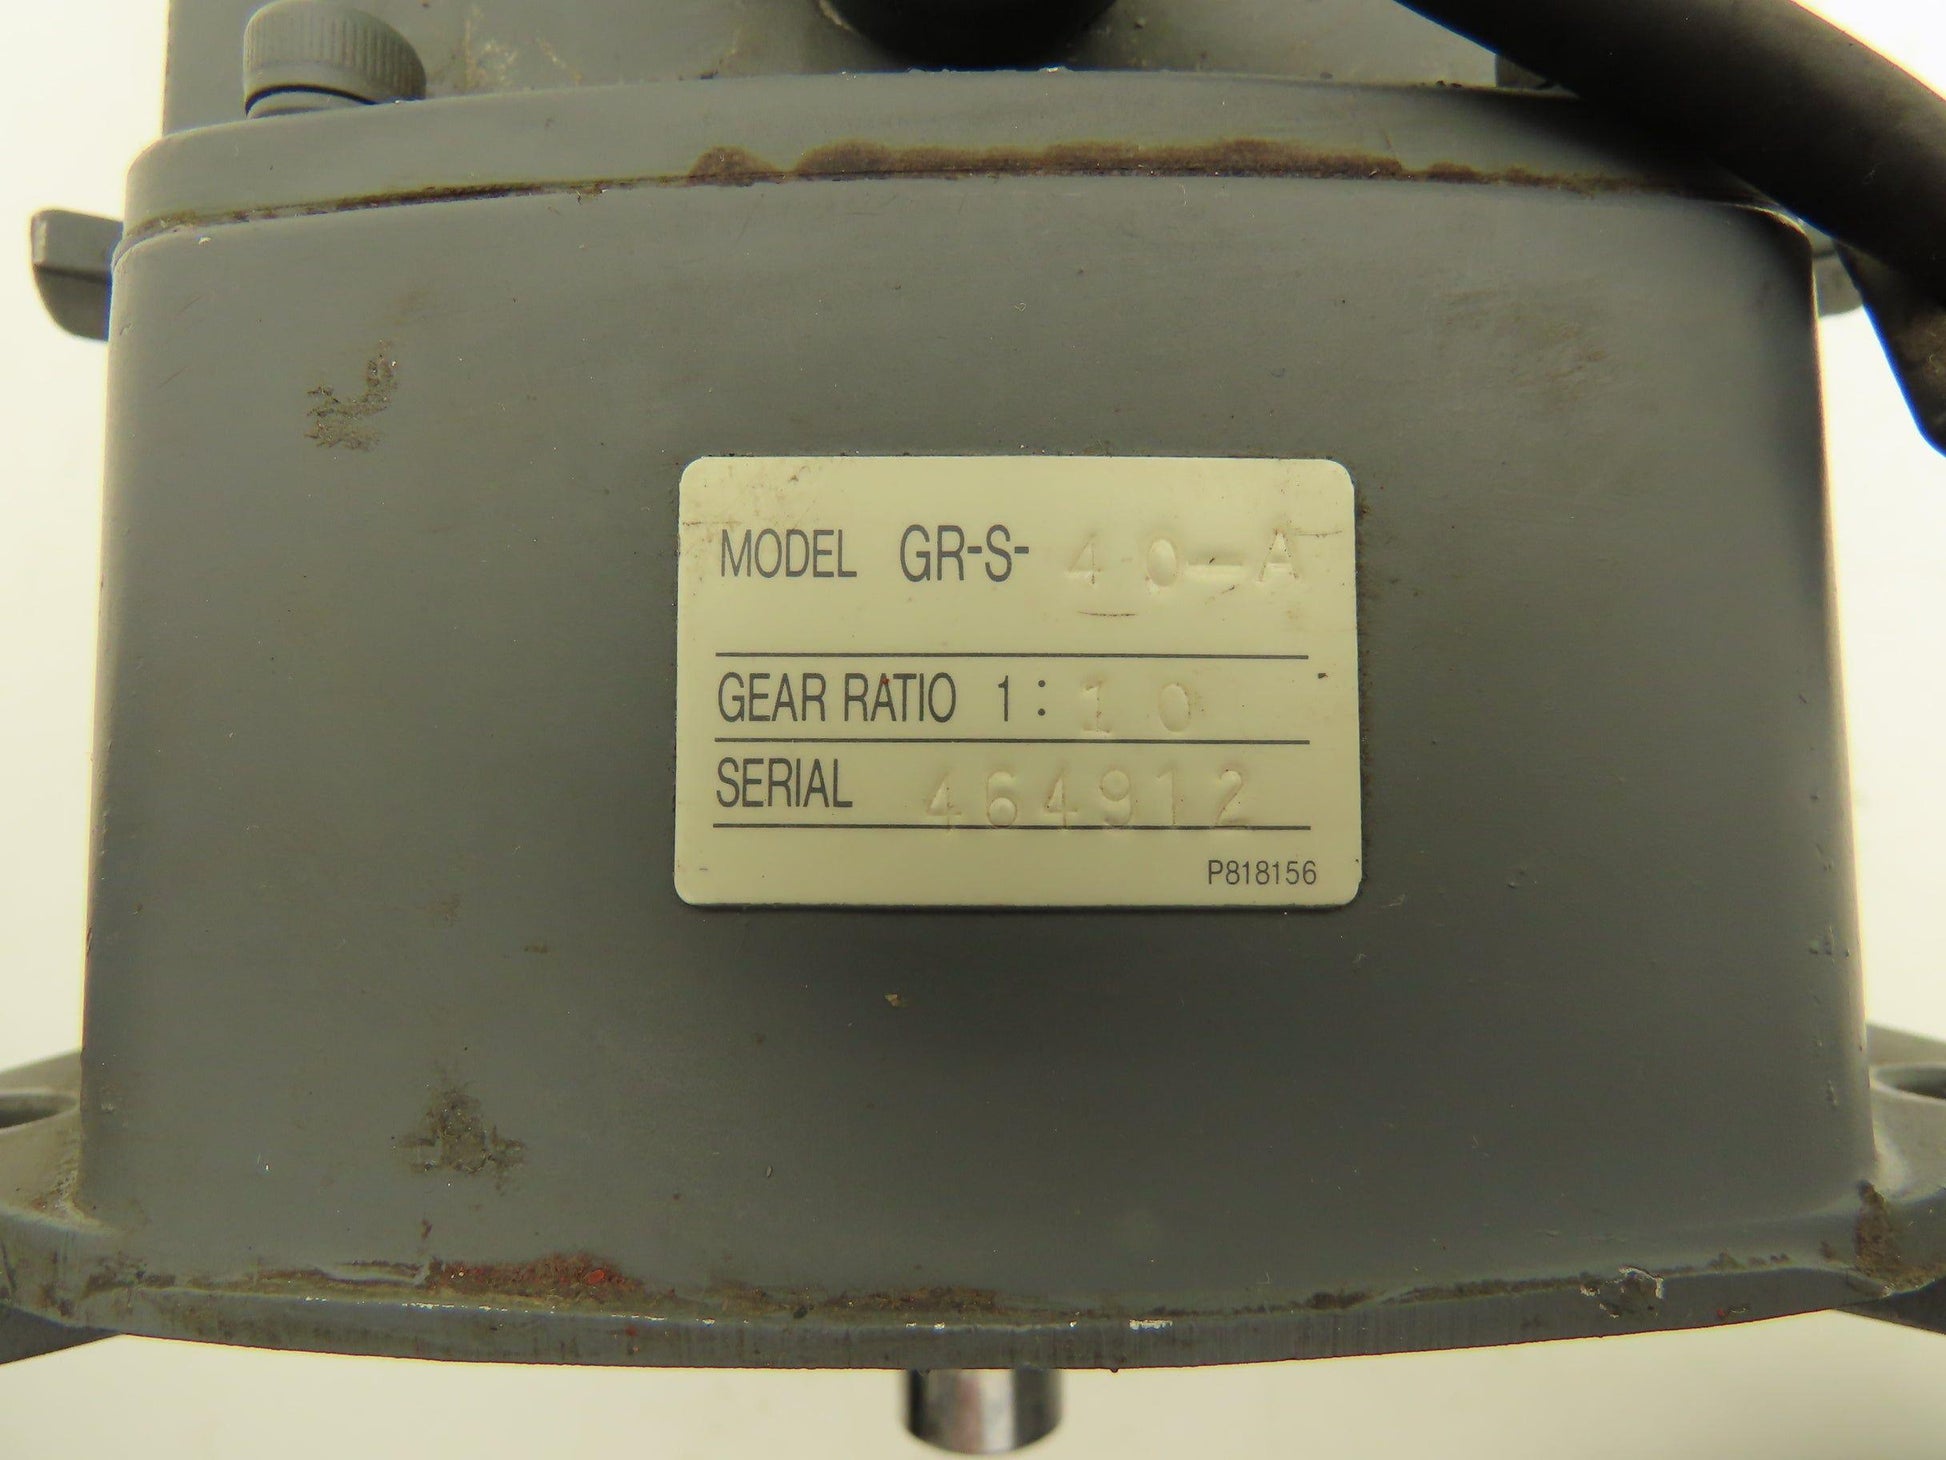 MODEL GR-S- 40-A
GEAR RATIO 1 : 10
SERIAL 464912
P818156